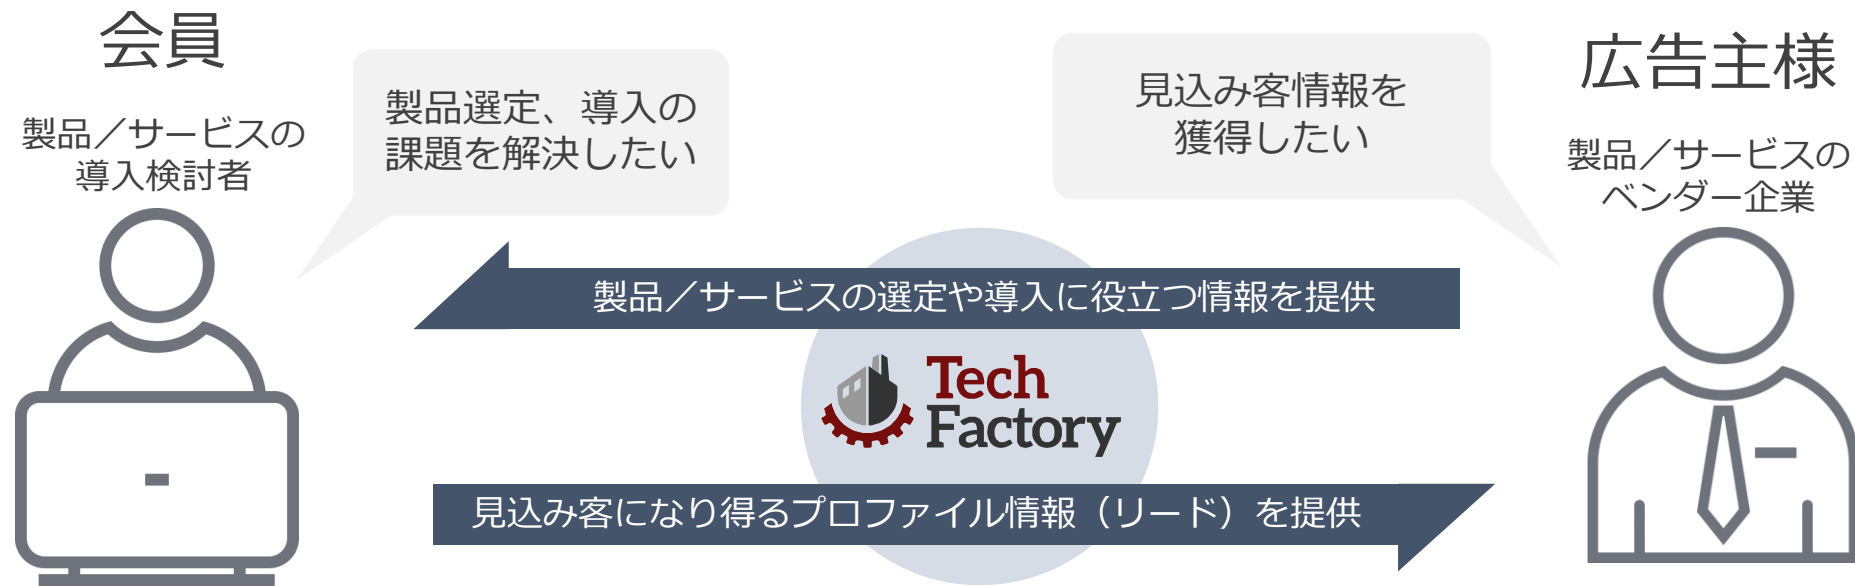 会員
製品／サービスの
導入検討者
製品選定、導入の
課題を解決したい
見込み客情報を
獲得したい
広告主様
製品／サービスの
ベンダー企業
製品／サービスの選定や導入に役立つ情報を提供
Tech
Factory
見込み客になり得るプロファイル情報（リード）を提供